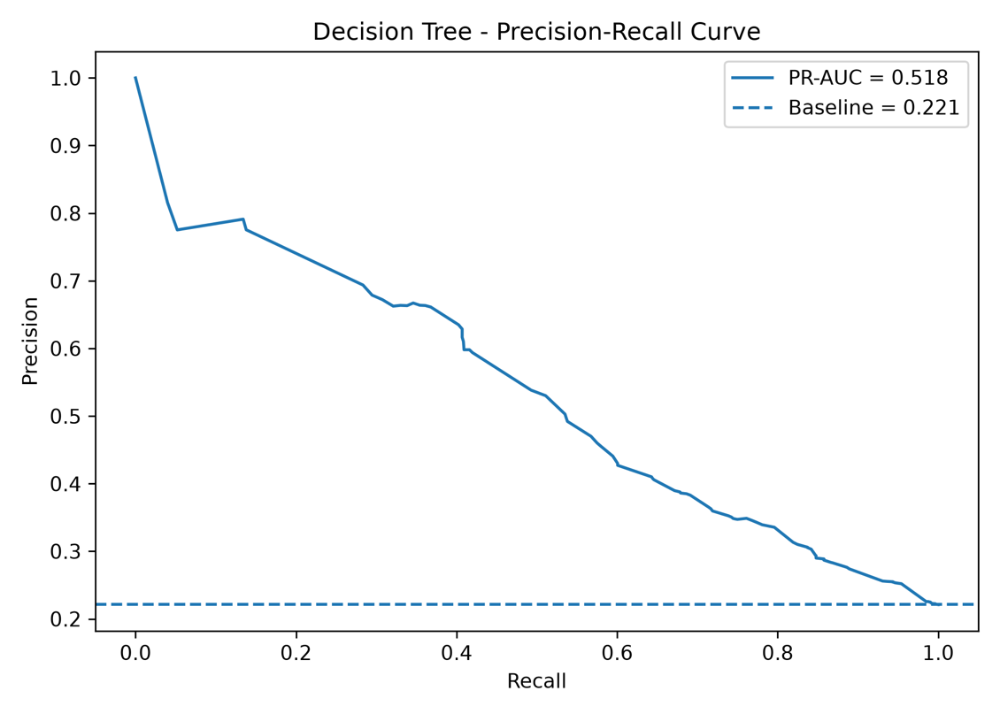 Decision Tree - Precision-Recall Curve
PR-AUC = 0.518
Baseline = 0.221
Precision
1.0
0.9
0.8
0.7
0.6
0.5
0.4
0.3
0.2
0.0 0.2 0.4 0.6 0.8 1.0
Recall